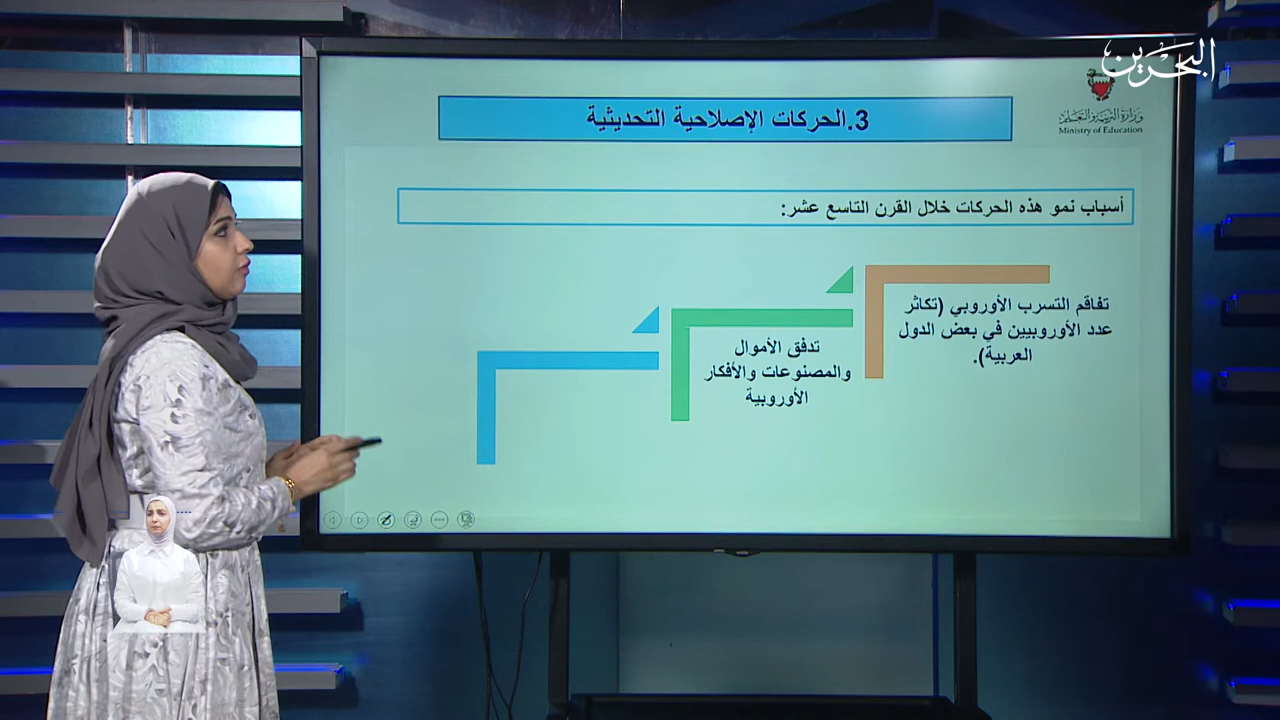 البحرين
وزارة التربية والتعليم
Ministry of Education
3.الحركات الإصلاحية التحديثية
أسباب نمو هذه الحركات خلال القرن التاسع عشر:
تفاقم التسرب الأوروبي (تكاثر
عدد الأوروبيين في بعض الدول
العربية).
تدفق الأموال
والمصنوعات والأفكار
الأوروبية